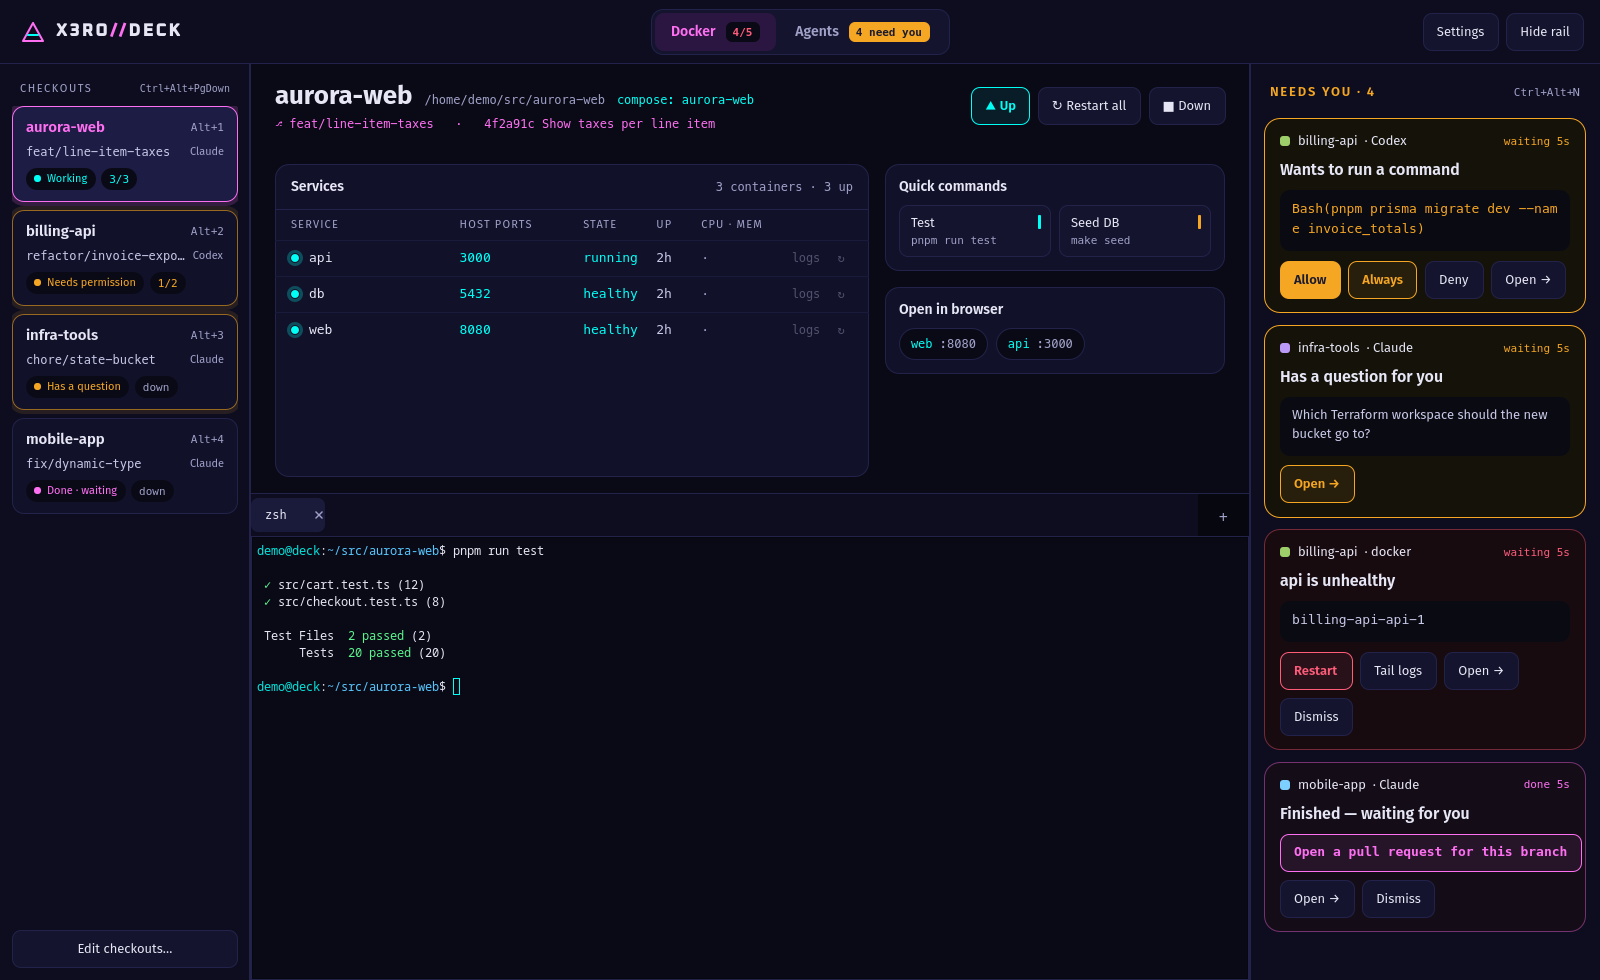 X3RO//DECK
Docker 4/5
Agents 4 need you
Settings
Hide rail
CHECKOUTS Ctrl+Alt+PgDown
aurora-web Alt+1
feat/line-item-taxes Claude
Working 3/3
billing-api Alt+2
refactor/invoice-expo… Codex
Needs permission 1/2
infra-tools Alt+3
chore/state-bucket Claude
Has a question down
mobile-app Alt+4
fix/dynamic-type Claude
Done · waiting down
Edit checkouts...
aurora-web /home/demo/src/aurora-web compose: aurora-web
feat/line-item-taxes · 4f2a91c Show taxes per line item
▲ Up
↻ Restart all
■ Down
Services 3 containers · 3 up
SERVICE HOST PORTS STATE UP CPU · MEM
api 3000 running 2h · logs ↻
db 5432 healthy 2h · logs ↻
web 8080 healthy 2h · logs ↻
Quick commands
Test
pnpm run test
Seed DB
make seed
Open in browser
web :8080
api :3000
zsh ✕
+
demo@deck:~/src/aurora-web$ pnpm run test
✓ src/cart.test.ts (12)
✓ src/checkout.test.ts (8)
Test Files 2 passed (2)
Tests 20 passed (20)
demo@deck:~/src/aurora-web$
NEEDS YOU · 4 Ctrl+Alt+N
billing-api · Codex waiting 5s
Wants to run a command
Bash(pnpm prisma migrate dev --nam
e invoice_totals)
Allow
Always
Deny
Open →
infra-tools · Claude waiting 5s
Has a question for you
Which Terraform workspace should the new
bucket go to?
Open →
billing-api · docker waiting 5s
api is unhealthy
billing-api-api-1
Restart
Tail logs
Open →
Dismiss
mobile-app · Claude done 5s
Finished — waiting for you
Open a pull request for this branch
Open →
Dismiss